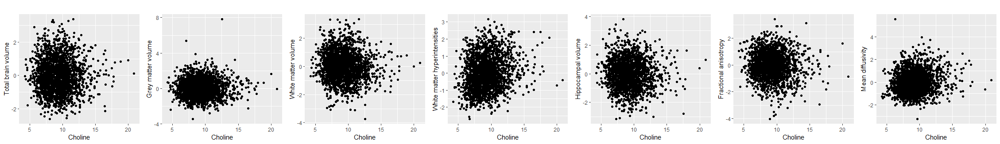 Total brain volume
2
0
-2
5 10 15 20
Choline
Grey matter volume
8
4
0
-4
5 10 15 20
Choline
White matter volume
2
0
-2
-4
5 10 15 20
Choline
White matter hyperintensities
3
2
1
0
-1
-2
5 10 15 20
Choline
Hippocampal volume
4
2
0
-2
5 10 15 20
Choline
Fractional anisotropy
2
0
-2
-4
5 10 15 20
Choline
Mean diffusivity
4
2
0
-2
5 10 15 20
Choline